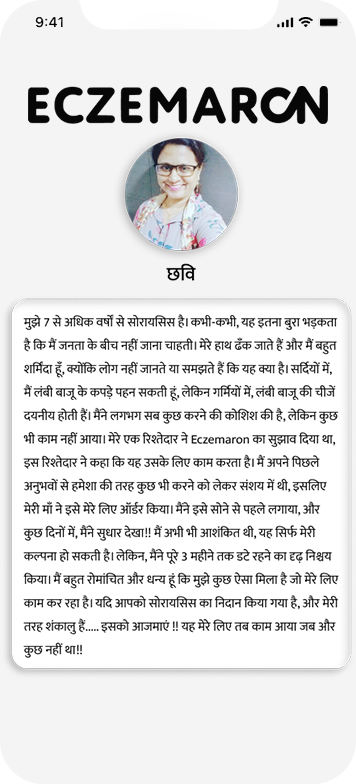 9:41
ECZEMARON
छवि
मुझे 7 से अधिक वर्षों से सोरायसिस है। कभी-कभी, यह इतना बुरा भड़कता
है कि मैं जनता के बीच नहीं जाना चाहती। मेरे हाथ ढँक जाते हैं और मैं बहुत
शर्मिंदा हूँ, क्योंकि लोग नहीं जानते या समझते हैं कि यह क्या है। सर्दियों में,
मैं लंबी बाजू के कपड़े पहन सकती हूं, लेकिन गर्मियों में, लंबी बाजू की चीजें
दयनीय होती हैं। मैंने लगभग सब कुछ करने की कोशिश की है, लेकिन कुछ
भी काम नहीं आया। मेरे एक रिश्तेदार ने Eczemaron का सुझाव दिया था,
इस रिश्तेदार ने कहा कि यह उसके लिए काम करता है। मैं अपने पिछले
अनुभवों से हमेशा की तरह कुछ भी करने को लेकर संशय में थी, इसलिए
मेरी माँ ने इसे मेरे लिए ऑर्डर किया। मैंने इसे सोने से पहले लगाया, और
कुछ दिनों में, मैंने सुधार देखा!! मैं अभी भी आशंकित थी, यह सिर्फ मेरी
कल्पना हो सकती है। लेकिन, मैंने पूरे 3 महीने तक डटे रहने का दृढ़ निश्चय
किया। मैं बहुत रोमांचित और धन्य हूं कि मुझे कुछ ऐसा मिला है जो मेरे लिए
काम कर रहा है। यदि आपको सोरायसिस का निदान किया गया है, और मेरी
तरह शंकालु हैं..... इसको आजमाएं !! यह मेरे लिए तब काम आया जब और
कुछ नहीं था!!